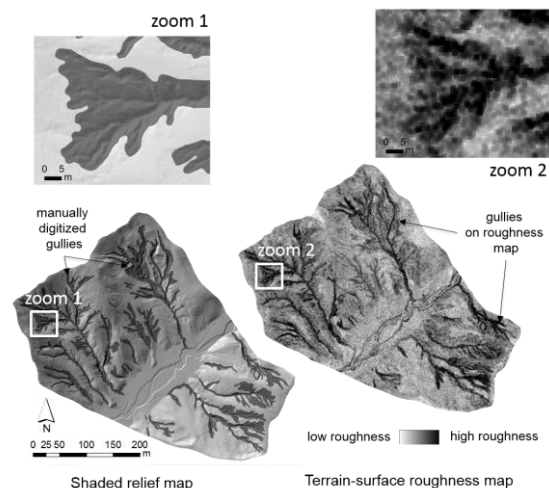 zoom 1
0 5
m
0 5
m
zoom 2
manually
digitized
gullies
gullies
on roughness
map
zoom 1
zoom 2
N
0 25 50 100 150 200
m
low roughness high roughness
Shaded relief map Terrain-surface roughness map